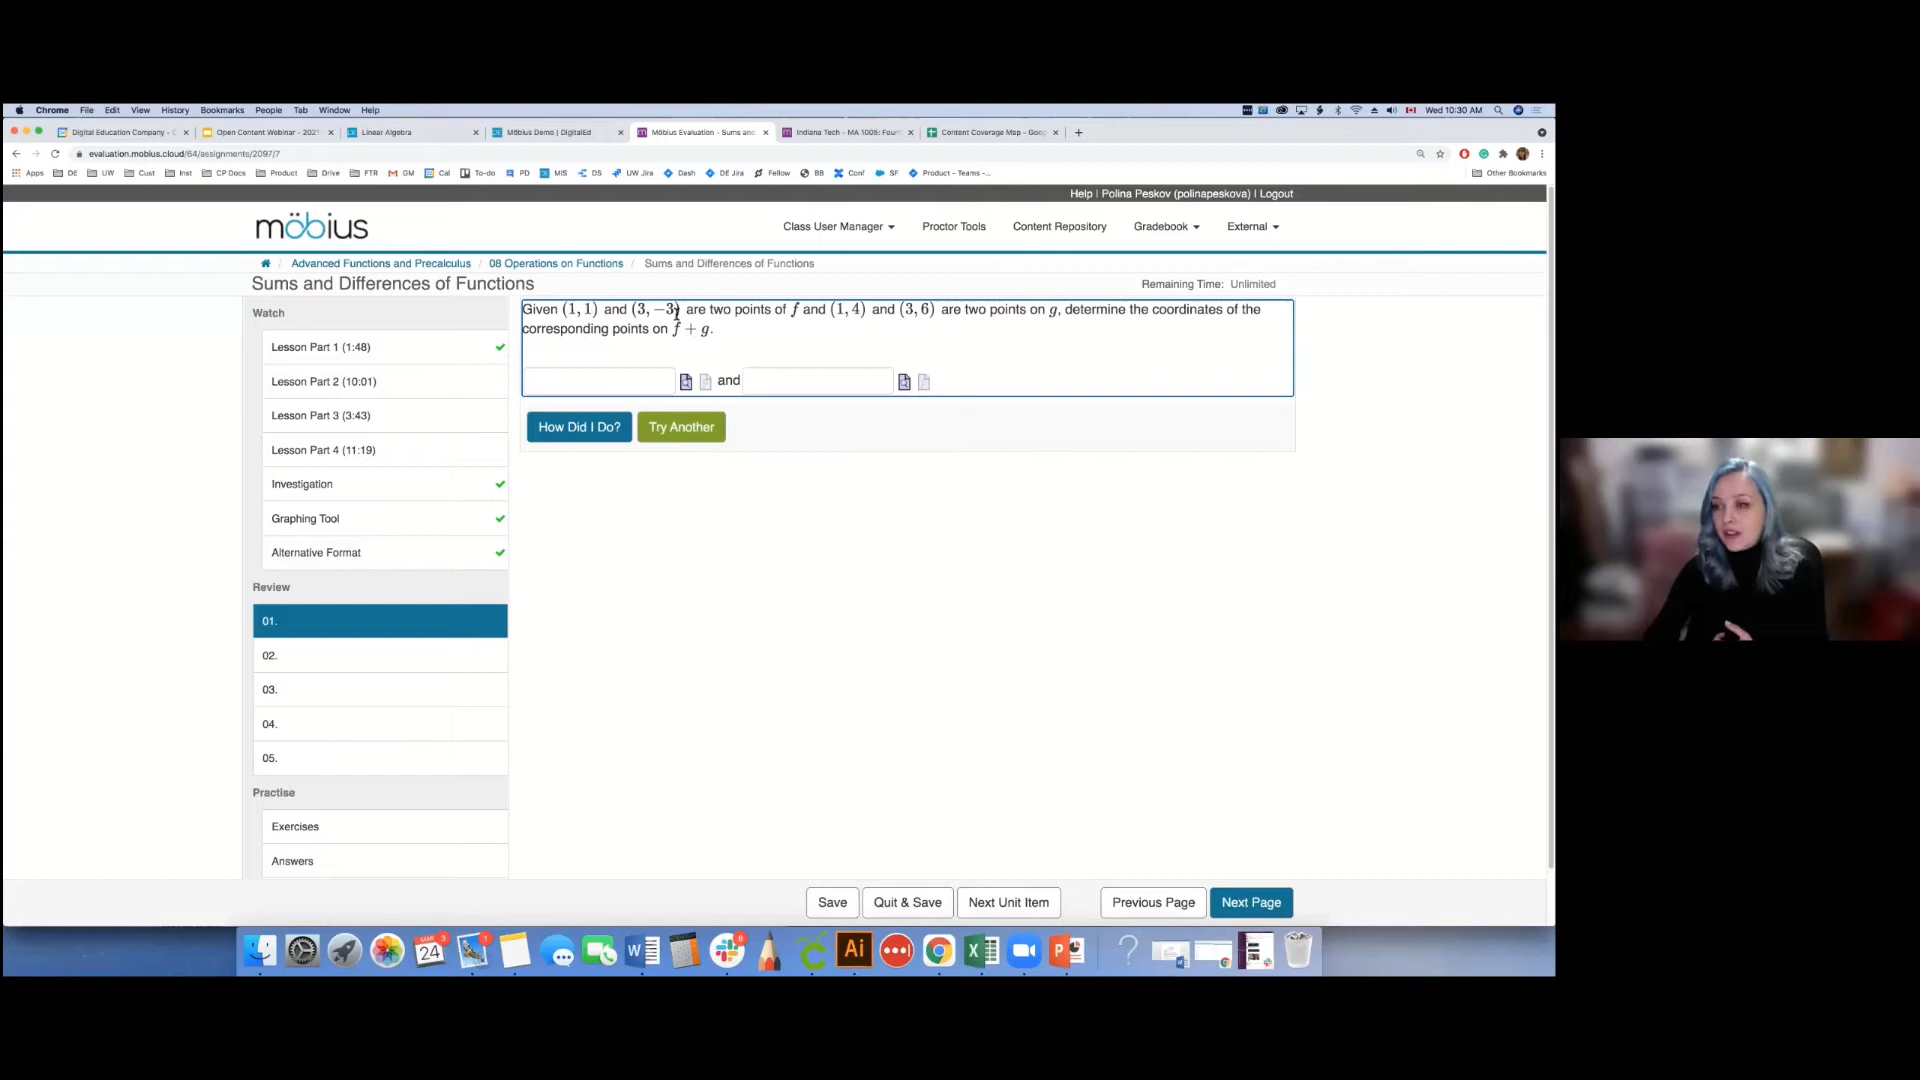 Chrome File Edit View History Bookmarks People Tab Window Help
Wed 10:30 AM
Digital Education Company - C
Open Content Webinar - 2021
Linear Algebra
Möbius Demo | DigitalEd
Möbius Evaluation - Sums and
Indiana Tech - MA 1005: Foun
Content Coverage Map - Goog
evaluation.mobius.cloud/64/assignments/2097/7
Apps DE UW Cust Inst CP Docs Product Drive FTR GM Cal To-do PD MIS DS UW Jira Dash DE Jira Fellow BB Conf SF Product - Teams -... Other Bookmarks
Help | Polina Peskov (polinapeskova) | Logout
möbius
Class User Manager Proctor Tools Content Repository Gradebook External
/ Advanced Functions and Precalculus / 08 Operations on Functions / Sums and Differences of Functions
Sums and Differences of Functions
Remaining Time: Unlimited
Watch
Lesson Part 1 (1:48)
Lesson Part 2 (10:01)
Lesson Part 3 (3:43)
Lesson Part 4 (11:19)
Investigation
Graphing Tool
Alternative Format
Review
01.
02.
03.
04.
05.
Practise
Exercises
Answers
Given (1, 1) and (3, −3) are two points of f and (1, 4) and (3, 6) are two points on g, determine the coordinates of the
corresponding points on f + g.
and
How Did I Do? Try Another
Save Quit & Save Next Unit Item Previous Page Next Page
MAR
24
3
1
W
8
Ai
X
P
?